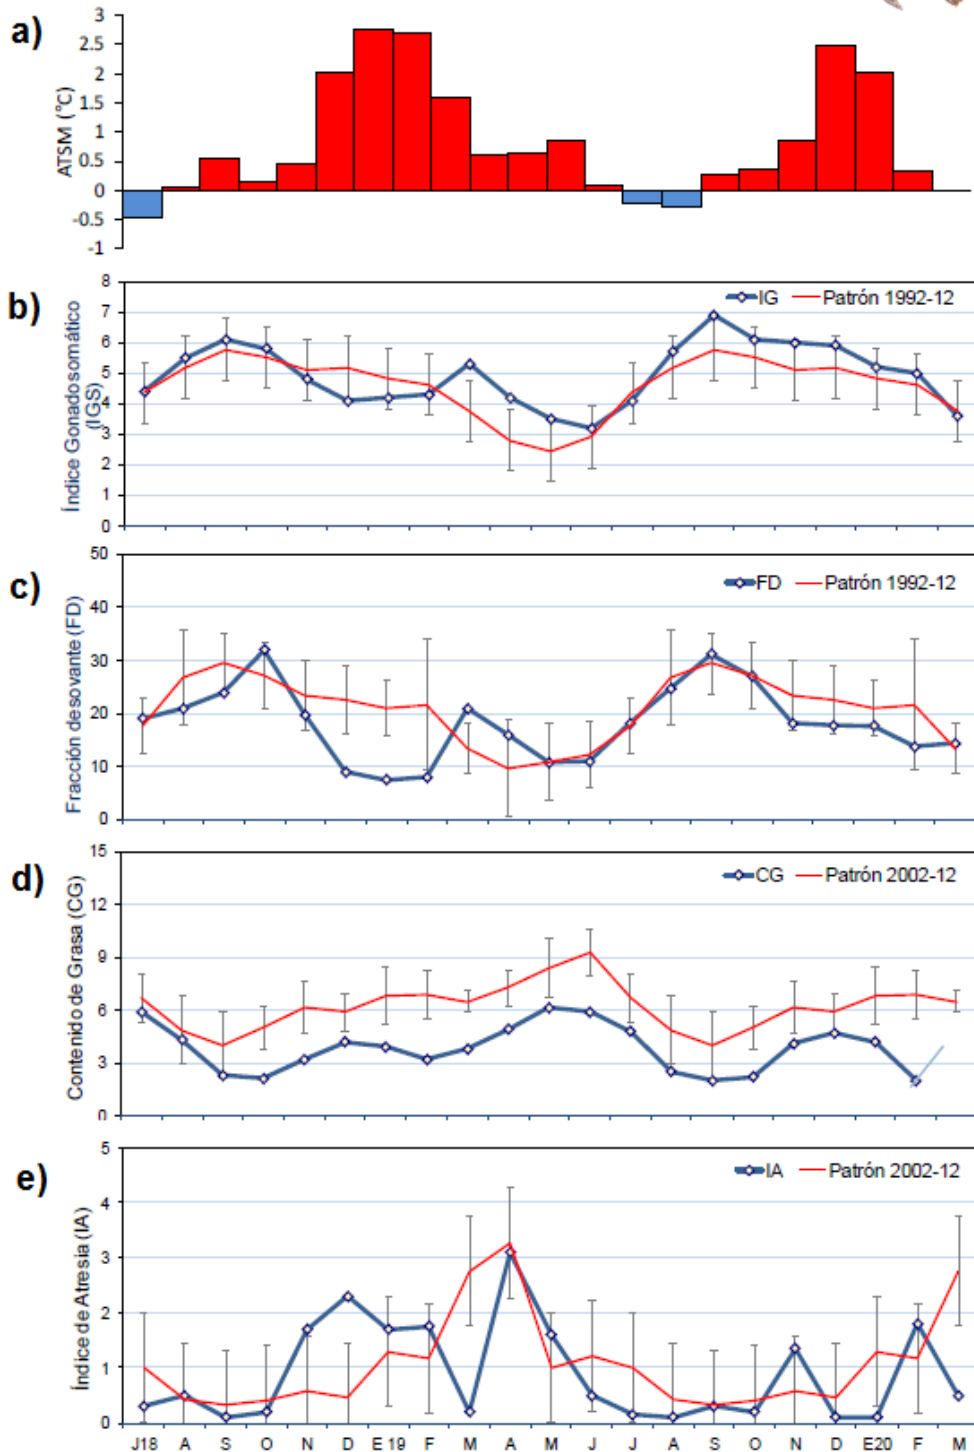 a)
ATSM (°C)
3
2.5
2
1.5
1
0.5
0
-0.5
-1
b)
Índice Gonadosomático
(IGS)
IG Patrón 1992-12
8
7
6
5
4
3
2
1
0
c)
Fracción desovante (FD)
FD Patrón 1992-12
50
40
30
20
10
0
d)
Contenido de Grasa (CG)
CG Patrón 2002-12
15
12
9
6
3
0
e)
Índice de Atresia (IA)
IA Patrón 2002-12
5
4
3
2
1
0
J18 A S O N D E 19 F M A M J J A S O N D E20 F M